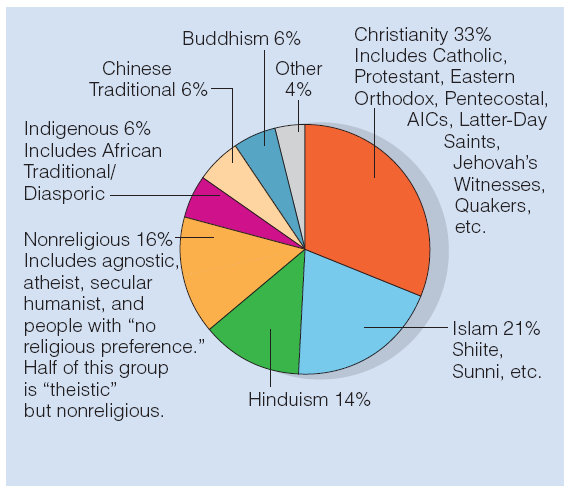 Buddhism 6%
Chinese
Traditional 6%
Other
4%
Christianity 33%
Includes Catholic,
Protestant, Eastern
Orthodox, Pentecostal,
AICs, Latter-Day
Saints,
Jehovah's
Witnesses,
Quakers,
etc.
Indigenous 6%
Includes African
Traditional/
Diasporic
Nonreligious 16%
Includes agnostic,
atheist, secular
humanist, and
people with “no
religious preference.”
Half of this group
is “theistic”
but nonreligious.
Islam 21%
Shiite,
Sunni, etc.
Hinduism 14%